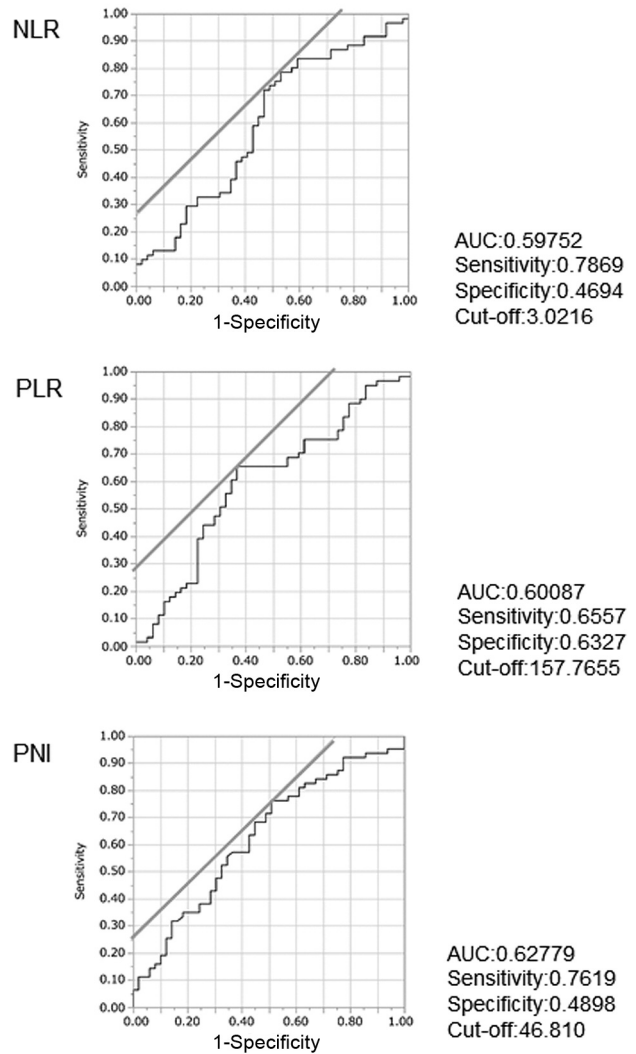 NLR
1.00
0.90
0.80
0.70
0.60
0.50
0.40
0.30
0.20
0.10
0.00
Sensitivity
0.00 0.20 0.40 0.60 0.80 1.00
1-Specificity
AUC:0.59752
Sensitivity:0.7869
Specificity:0.4694
Cut-off:3.0216
PLR
1.00
0.90
0.80
0.70
0.60
0.50
0.40
0.30
0.20
0.10
0.00
Sensitivity
0.00 0.20 0.40 0.60 0.80 1.00
1-Specificity
AUC:0.60087
Sensitivity:0.6557
Specificity:0.6327
Cut-off:157.7655
PNI
1.00
0.90
0.80
0.70
0.60
0.50
0.40
0.30
0.20
0.10
0.00
Sensitivity
0.00 0.20 0.40 0.60 0.80 1.00
1-Specificity
AUC:0.62779
Sensitivity:0.7619
Specificity:0.4898
Cut-off:46.810